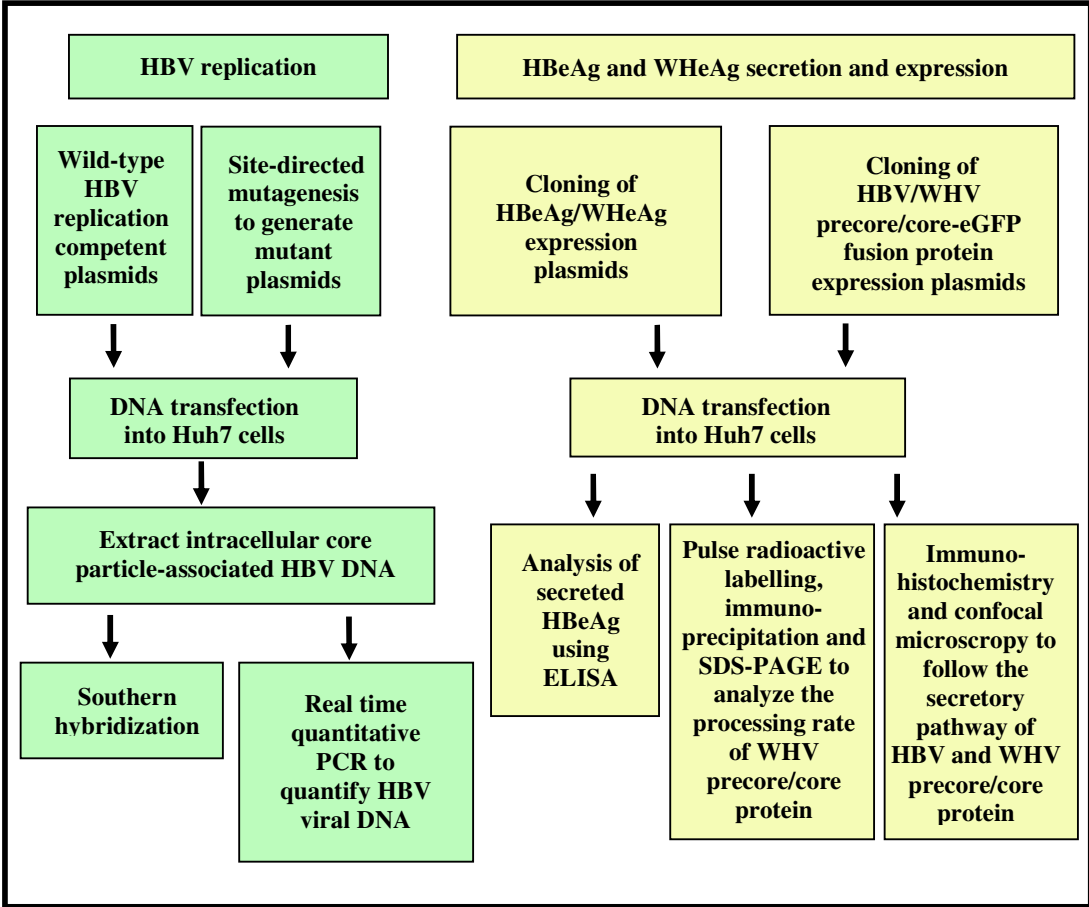 HBV replication
HBeAg and WHeAg secretion and expression
Wild-type
HBV
replication
competent
plasmids
Site-directed
mutagenesis
to generate
mutant
plasmids
Cloning of
HBeAg/WHeAg
expression
plasmids
Cloning of
HBV/WHV
precore/core-eGFP
fusion protein
expression plasmids
DNA transfection
into Huh7 cells
DNA transfection
into Huh7 cells
Extract intracellular core
particle-associated HBV DNA
Southern
hybridization
Real time
quantitative
PCR to
quantify HBV
viral DNA
Analysis of
secreted
HBeAg
using
ELISA
Pulse radioactive
labelling,
immuno-
precipitation and
SDS-PAGE to
analyze the
processing rate
of WHV
precore/core
protein
Immuno-
histochemistry
and confocal
microscropy to
follow the
secretory
pathway of
HBV and WHV
precore/core
protein